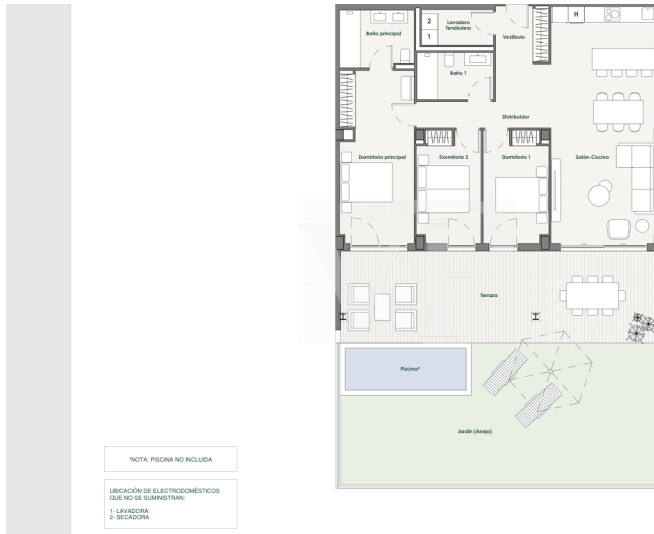 Baño principal
2
1
Lavadero
Tendedero
Vestíbulo
H
Baño 1
Distribuidor
Dormitorio principal
Dormitorio 2
Dormitorio 1
Salón-Cocina
Terraza
Piscina*
Jardín (Anejo)
*NOTA: PISCINA NO INCLUIDA
UBICACIÓN DE ELECTRODOMÉSTICOS
QUE NO SE SUMINISTRAN:
1- LAVADORA
2- SECADORA